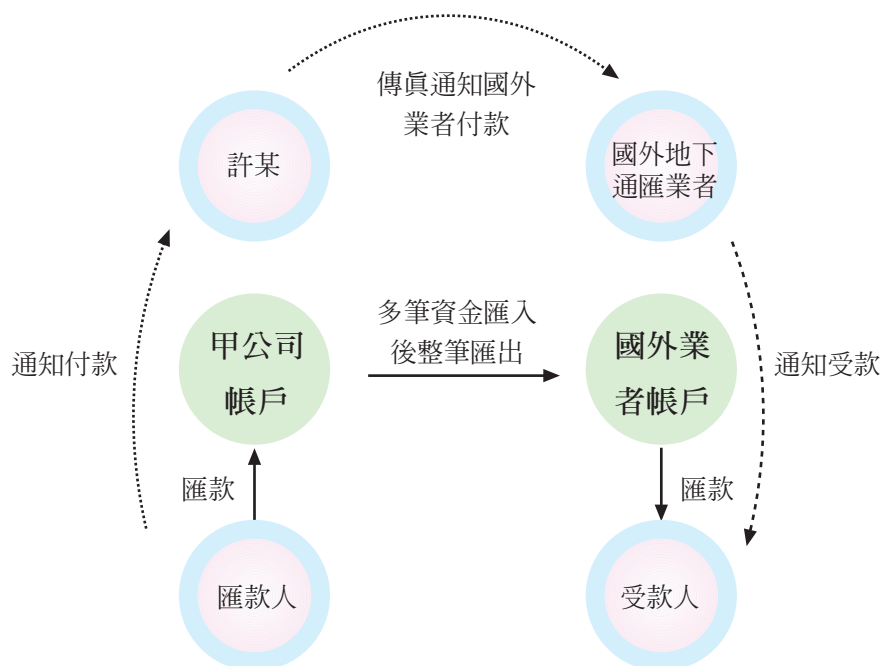 傳眞通知國外
業者付款
許某
國外地下
通匯業者
多筆資金匯入
後整筆匯出
甲公司
帳戶
國外業
者帳戶
通知付款
通知受款
匯款
匯款
匯款人
受款人